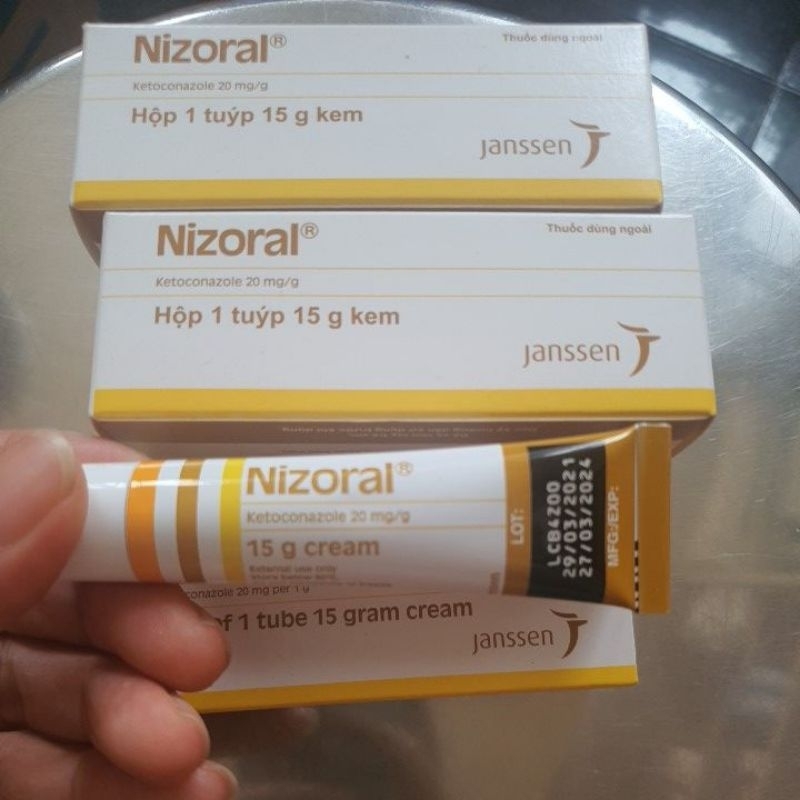 Nizoral®
Thuốc dùng ngoài
Ketoconazole 20 mg/g
Hộp 1 tuýp 15 g kem
janssen
Nizoral®
Thuốc dùng ngoài
Ketoconazole 20 mg/g
Hộp 1 tuýp 15 g kem
janssen
Nizoral®
Ketoconazole 20 mg/g
15 g cream
External use only
LOT:
MFG:/EXP:
LCB4Z00
29/03/2021
27/03/2024
conazole 20 mg per 1 g
of 1 tube 15 gram cream
janssen